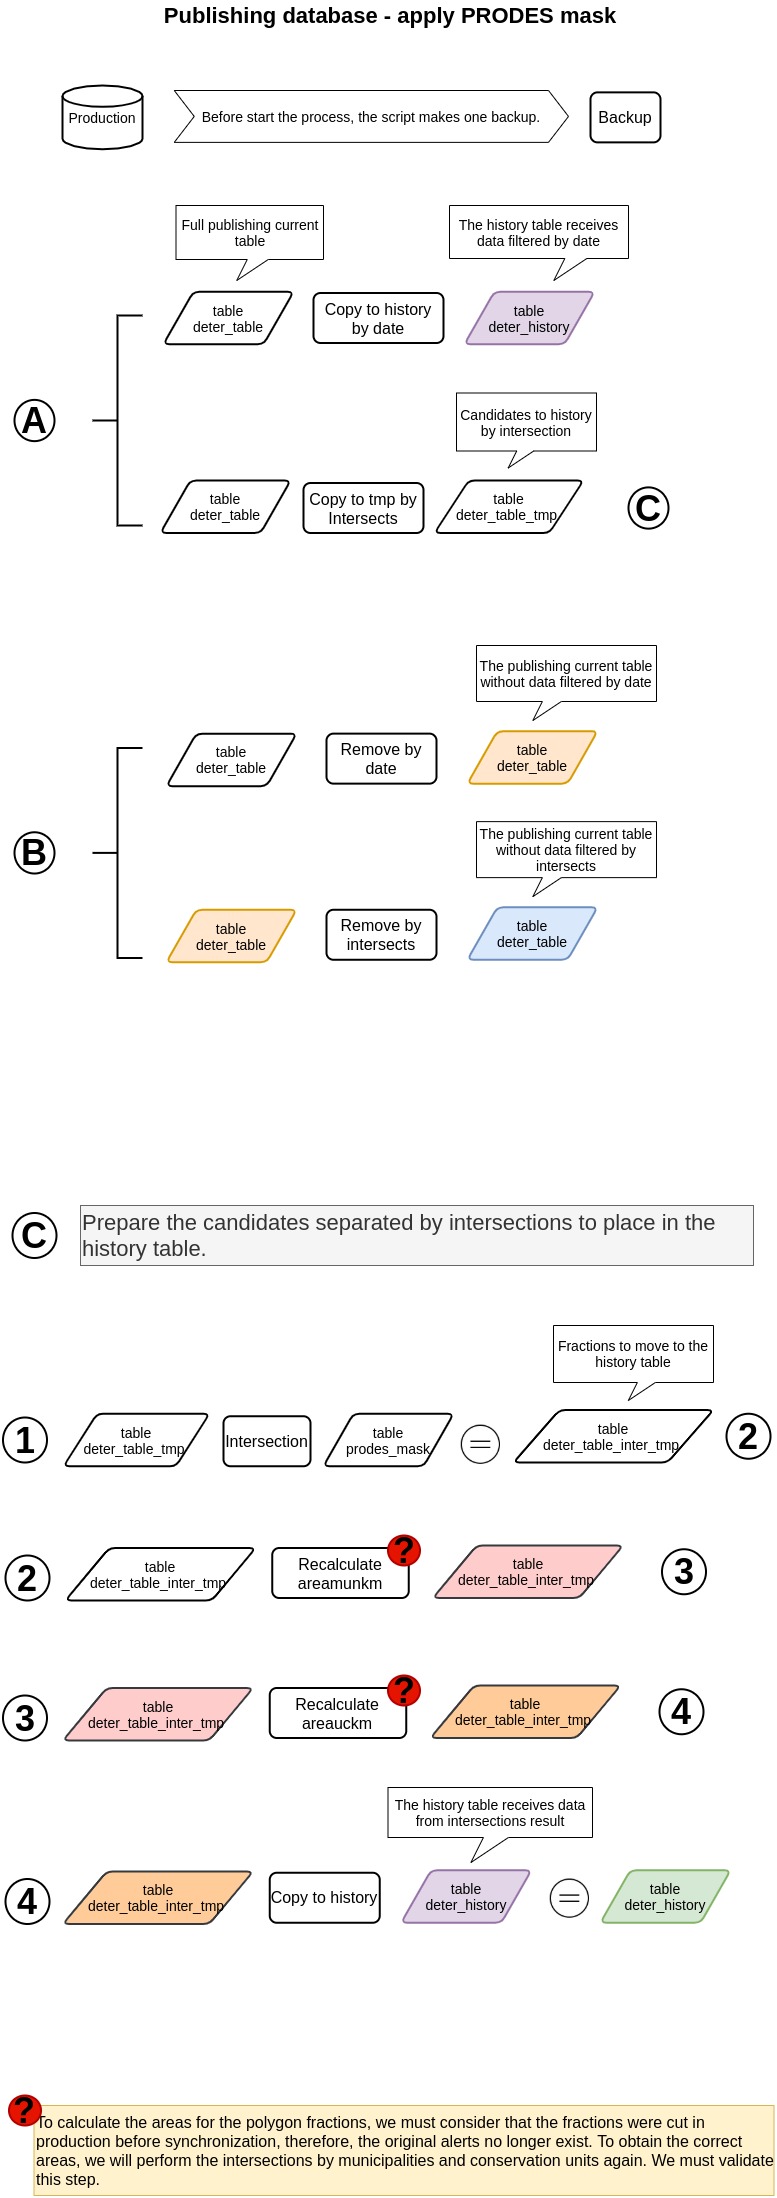 Publishing database - apply PRODES mask
Production
Before start the process, the script makes one backup.
Backup
Full publishing current
table
The history table receives
data filtered by date
table
deter_table
Copy to history
by date
table
deter_history
A
Candidates to history
by intersection
table
deter_table
Copy to tmp by
Intersects
table
deter_table_tmp
C
The publishing current table
without data filtered by date
table
deter_table
Remove by
date
table
deter_table
B
The publishing current table
without data filtered by
intersects
table
deter_table
Remove by
intersects
table
deter_table
C
Prepare the candidates separated by intersections to place in the
history table.
Fractions to move to the
history table
1
table
deter_table_tmp
Intersection
table
prodes_mask
=
table
deter_table_inter_tmp
2
2
table
deter_table_inter_tmp
Recalculate
areamunkm
?
table
deter_table_inter_tmp
3
3
table
deter_table_inter_tmp
Recalculate
areauckm
?
table
deter_table_inter_tmp
4
The history table receives data
from intersections result
4
table
deter_table_inter_tmp
Copy to history
table
deter_history
=
table
deter_history
?
To calculate the areas for the polygon fractions, we must consider that the fractions were cut in
production before synchronization, therefore, the original alerts no longer exist. To obtain the correct
areas, we will perform the intersections by municipalities and conservation units again. We must validate
this step.